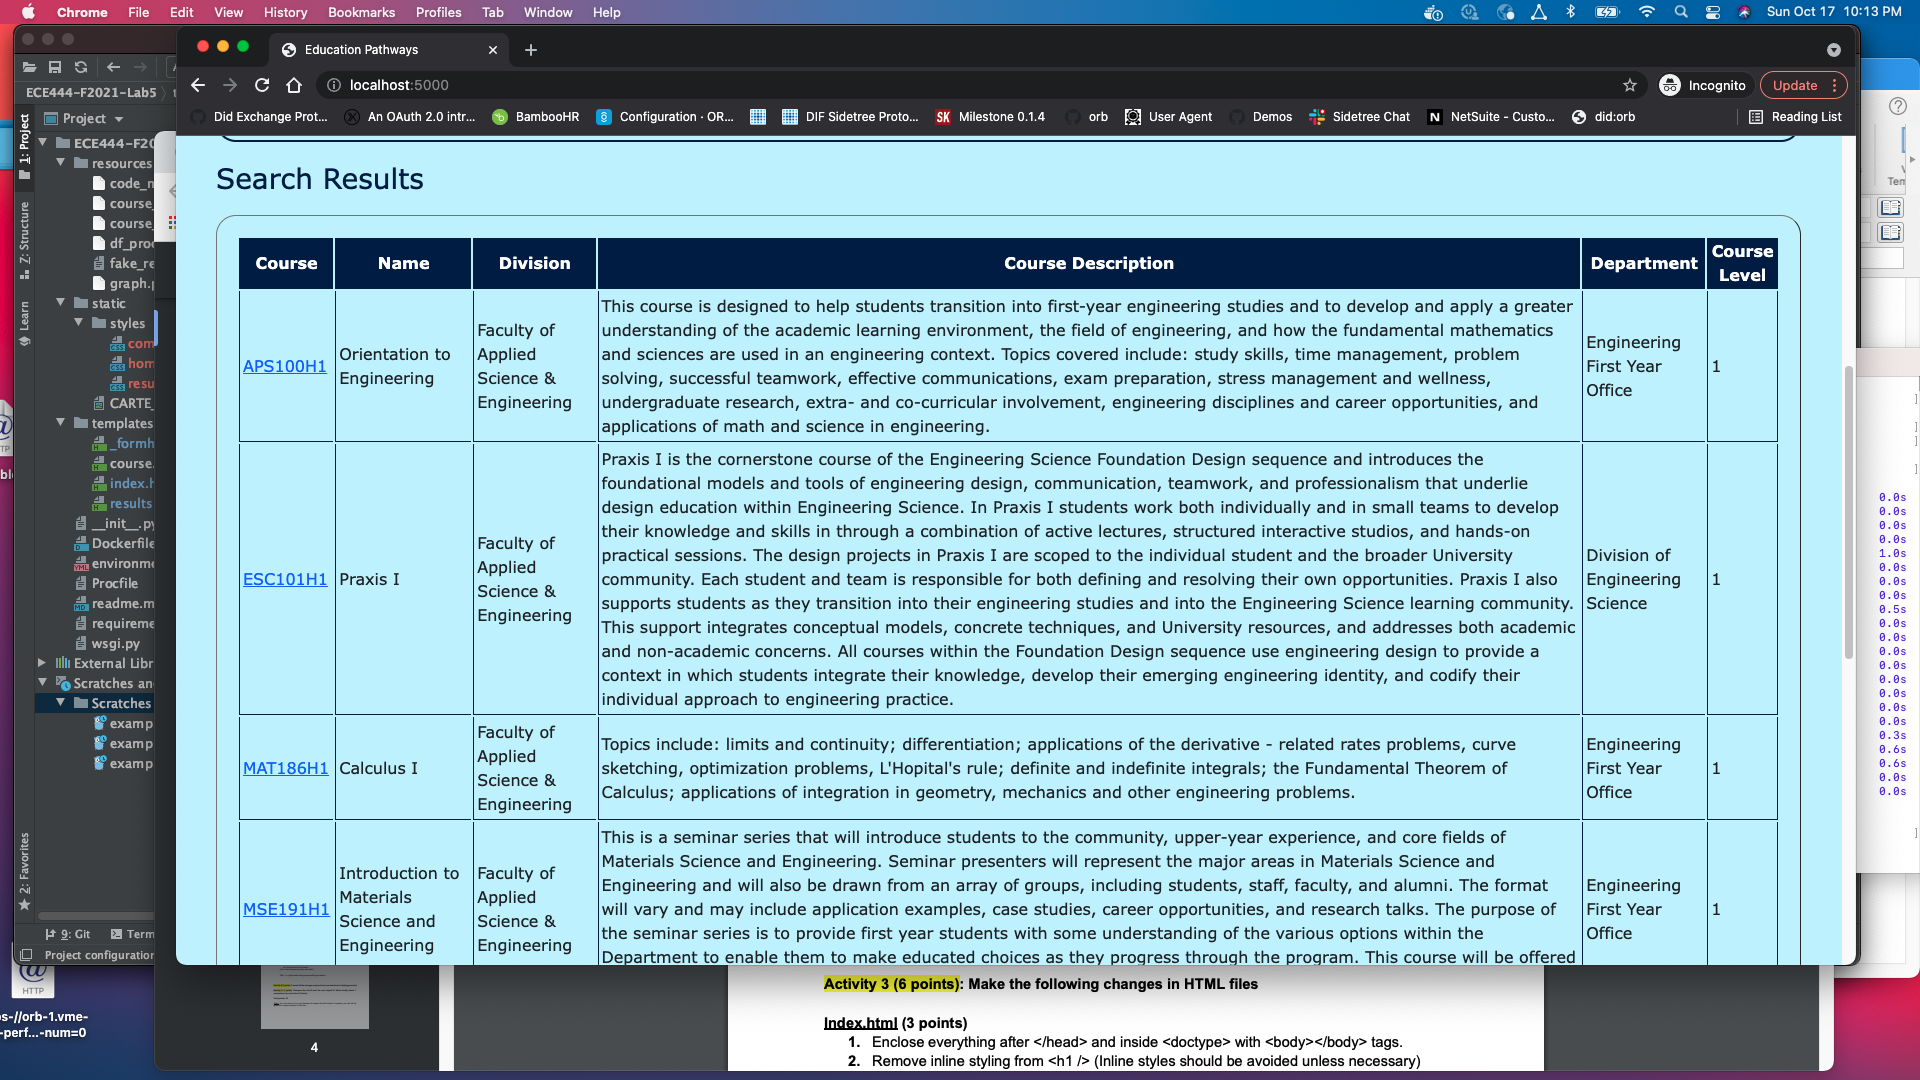 Chrome File Edit View History Bookmarks Profiles Tab Window Help
Sun Oct 17 10:13 PM
Education Pathways
localhost:5000
Incognito
Update
Did Exchange Prot...
An OAuth 2.0 intr...
BambooHR
Configuration · OR...
DIF Sidetree Proto...
SK Milestone 0.1.4
orb
User Agent
Demos
Sidetree Chat
N NetSuite - Custo...
did:orb
Reading List
ECE444-F2021-Lab5
1: Project
Z: Structure
Learn
2: Favorites
Project
ECE444-F20
resources
code_n
course_
course_
df_proc
fake_re
graph.p
static
styles
com
hom
resu
CARTE_
templates
_formh
course.
index.h
results
__init__.py
Dockerfile
environme
Procfile
readme.m
requireme
wsgi.py
External Libr
Scratches an
Scratches
examp
examp
examp
9: Git
Term
Project configuration
Search Results
Course Name Division Course Description Department Course
Level
APS100H1
Orientation to
Engineering
Faculty of
Applied
Science &
Engineering
This course is designed to help students transition into first-year engineering studies and to develop and apply a greater
understanding of the academic learning environment, the field of engineering, and how the fundamental mathematics
and sciences are used in an engineering context. Topics covered include: study skills, time management, problem
solving, successful teamwork, effective communications, exam preparation, stress management and wellness,
undergraduate research, extra- and co-curricular involvement, engineering disciplines and career opportunities, and
applications of math and science in engineering.
Engineering
First Year
Office
1
ESC101H1
Praxis I
Faculty of
Applied
Science &
Engineering
Praxis I is the cornerstone course of the Engineering Science Foundation Design sequence and introduces the
foundational models and tools of engineering design, communication, teamwork, and professionalism that underlie
design education within Engineering Science. In Praxis I students work both individually and in small teams to develop
their knowledge and skills in through a combination of active lectures, structured interactive studios, and hands-on
practical sessions. The design projects in Praxis I are scoped to the individual student and the broader University
community. Each student and team is responsible for both defining and resolving their own opportunities. Praxis I also
supports students as they transition into their engineering studies and into the Engineering Science learning community.
This support integrates conceptual models, concrete techniques, and University resources, and addresses both academic
and non-academic concerns. All courses within the Foundation Design sequence use engineering design to provide a
context in which students integrate their knowledge, develop their emerging engineering identity, and codify their
individual approach to engineering practice.
Division of
Engineering
Science
1
MAT186H1
Calculus I
Faculty of
Applied
Science &
Engineering
Topics include: limits and continuity; differentiation; applications of the derivative - related rates problems, curve
sketching, optimization problems, L'Hopital's rule; definite and indefinite integrals; the Fundamental Theorem of
Calculus; applications of integration in geometry, mechanics and other engineering problems.
Engineering
First Year
Office
1
MSE191H1
Introduction to
Materials
Science and
Engineering
Faculty of
Applied
Science &
Engineering
This is a seminar series that will introduce students to the community, upper-year experience, and core fields of
Materials Science and Engineering. Seminar presenters will represent the major areas in Materials Science and
Engineering and will also be drawn from an array of groups, including students, staff, faculty, and alumni. The format
will vary and may include application examples, case studies, career opportunities, and research talks. The purpose of
the seminar series is to provide first year students with some understanding of the various options within the
Department to enable them to make educated choices as they progress through the program. This course will be offered
Engineering
First Year
Office
1
Tem
0.0s
0.0s
0.0s
0.0s
1.0s
0.0s
0.0s
0.0s
0.5s
0.0s
0.0s
0.0s
0.0s
0.0s
0.0s
0.0s
0.0s
0.3s
0.6s
0.6s
0.0s
0.0s
HTTP
s-//orb-1.vme-
-perf...-num=0
4
Activity 3 (6 points): Make the following changes in HTML files
Index.html (3 points)
1. Enclose everything after </head> and inside <doctype> with <body></body> tags.
2. Remove inline styling from <h1 /> (Inline styles should be avoided unless necessary)